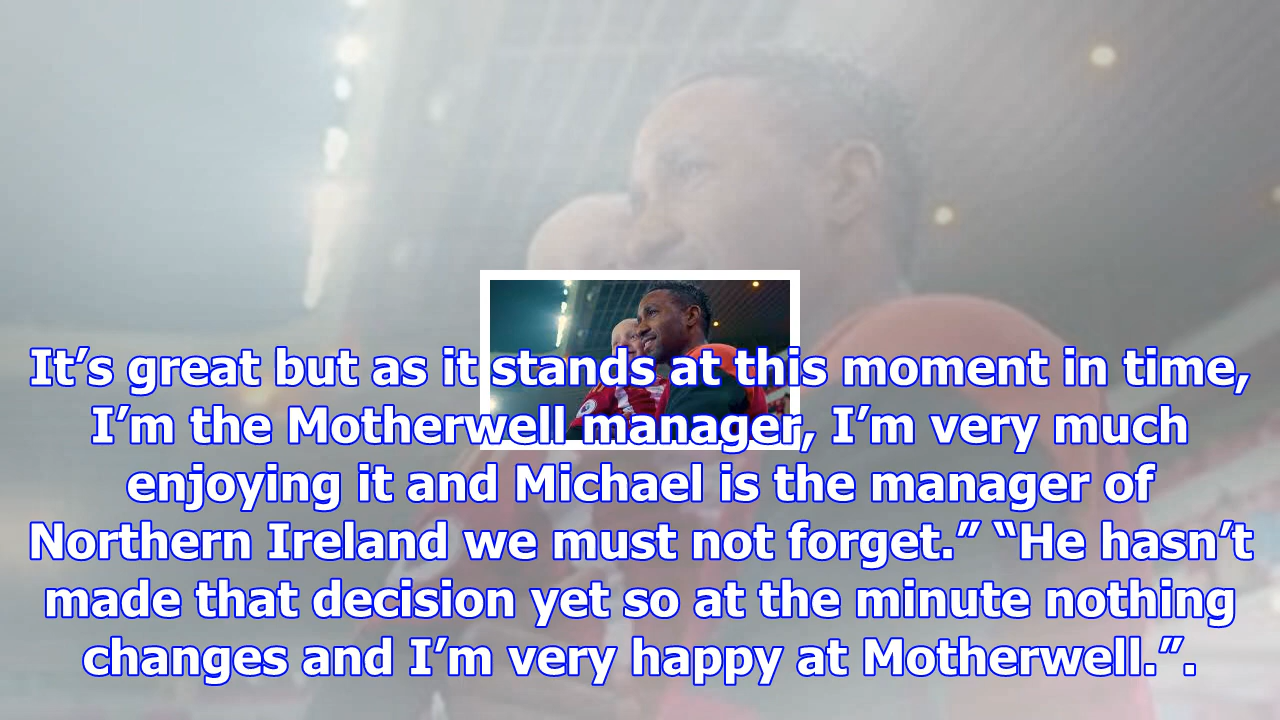 It’s great but as it stands at this moment in time,
I’m the Motherwell manager, I’m very much
enjoying it and Michael is the manager of
Northern Ireland we must not forget.” “He hasn’t
made that decision yet so at the minute nothing
changes and I’m very happy at Motherwell.”.